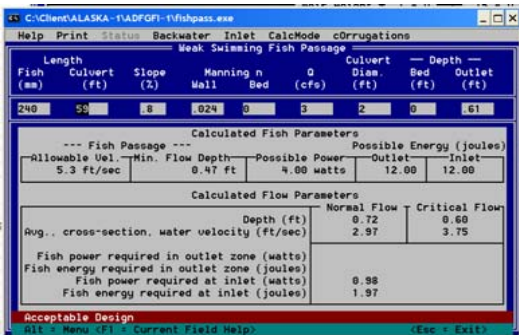 C:\Client\ALASKA~1\ADFGFI~1\fishpass.exe
Help Print Status Backwater Inlet CalcMode cOrrugations
Weak Swimming Fish Passage
Length Culvert — Depth —
Fish Culvert Slope Manning n Q Diam. Bed Outlet
(mm) (ft) (%) Wall Bed (cfs) (ft) (ft) (ft)
240 59 .8 .024 0 3 2 0 .61
Calculated Fish Parameters
--- Fish Passage --- Possible Energy (joules)
Allowable Vel. Min. Flow Depth Possible Power Outlet Inlet
5.3 ft/sec 0.47 ft 4.00 watts 12.00 12.00
Calculated Flow Parameters
Normal Flow Critical Flow
Depth (ft) 0.72 0.60
Avg., cross-section, water velocity (ft/sec) 2.97 3.75
Fish power required in outlet zone (watts)
Fish energy required in outlet zone (joules)
Fish power required at inlet (watts) 0.98
Fish energy required at inlet (joules) 1.97
Acceptable Design
Alt = Menu <F1 = Current Field Help> <Esc = Exit>